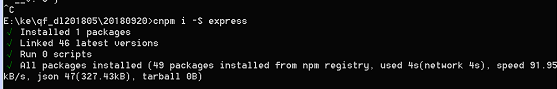 ^C
E:\ke\qf_dl201805\20180920>cnpm i -S express
√ Installed 1 packages
√ Linked 46 latest versions
√ Run 0 scripts
√ All packages installed (49 packages installed from npm registry, used 4s(network 4s), speed 91.95
kB/s, json 47(327.43kB), tarball 0B)